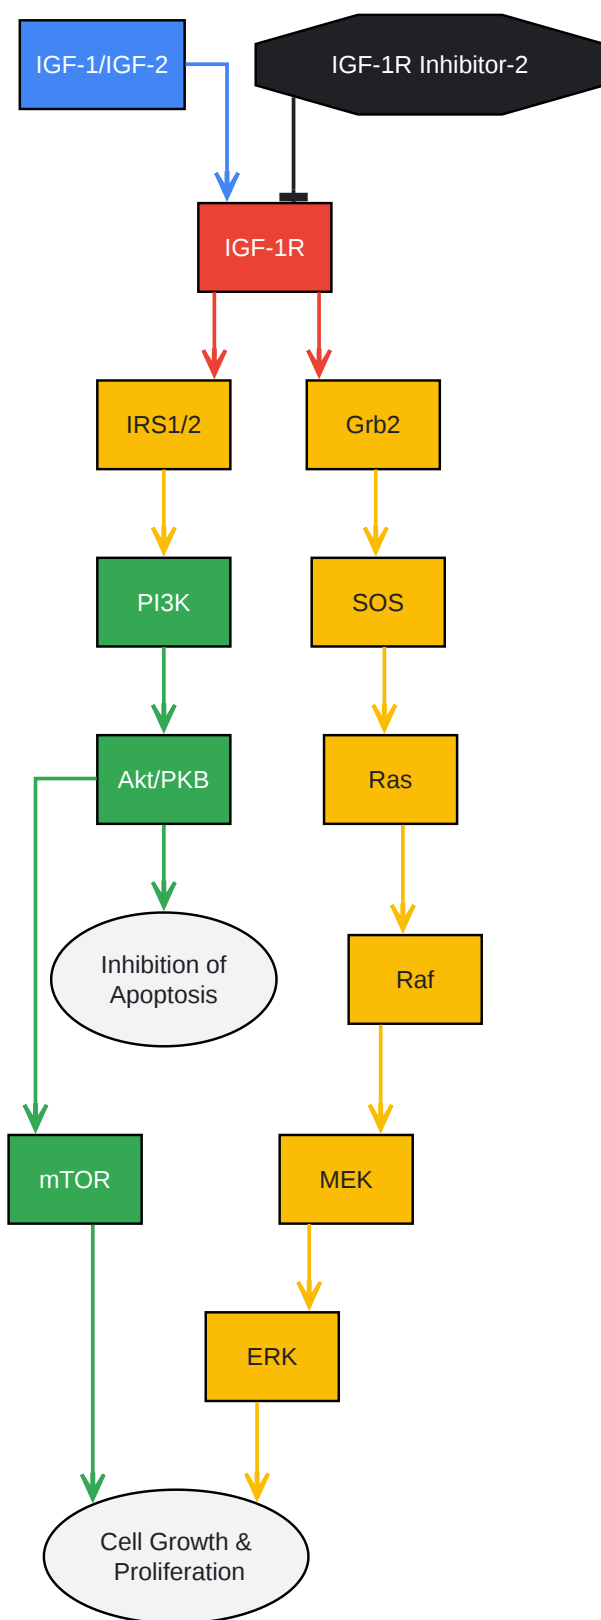 IGF-1/IGF-2
IGF-1R Inhibitor-2
IGF-1R
IRS1/2
Grb2
PI3K
SOS
Akt/PKB
Ras
Inhibition of
Apoptosis
Raf
mTOR
MEK
ERK
Cell Growth &
Proliferation